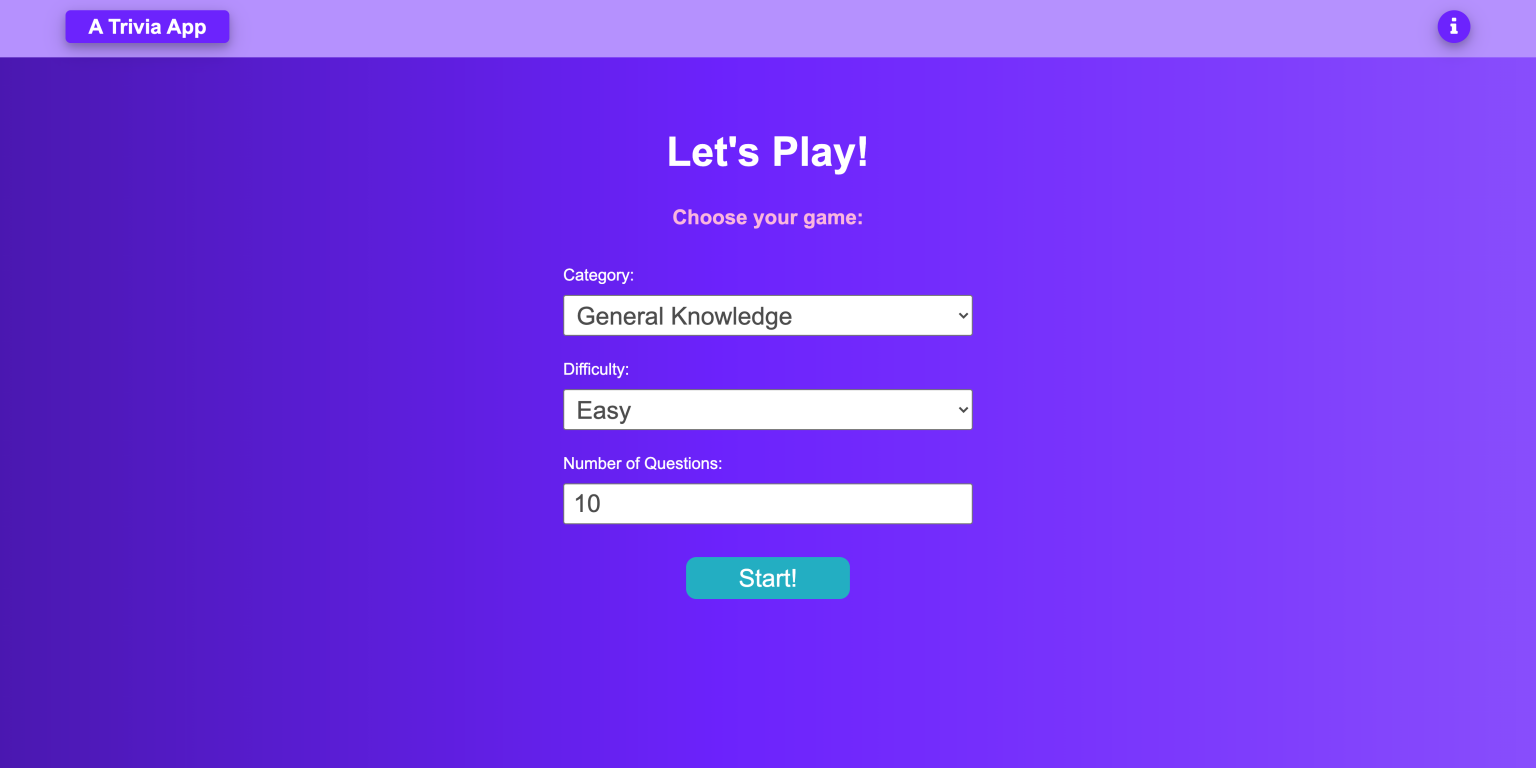 A Trivia App
Let's Play!
Choose your game:
Category:
General Knowledge
Difficulty:
Easy
Number of Questions:
10
Start!